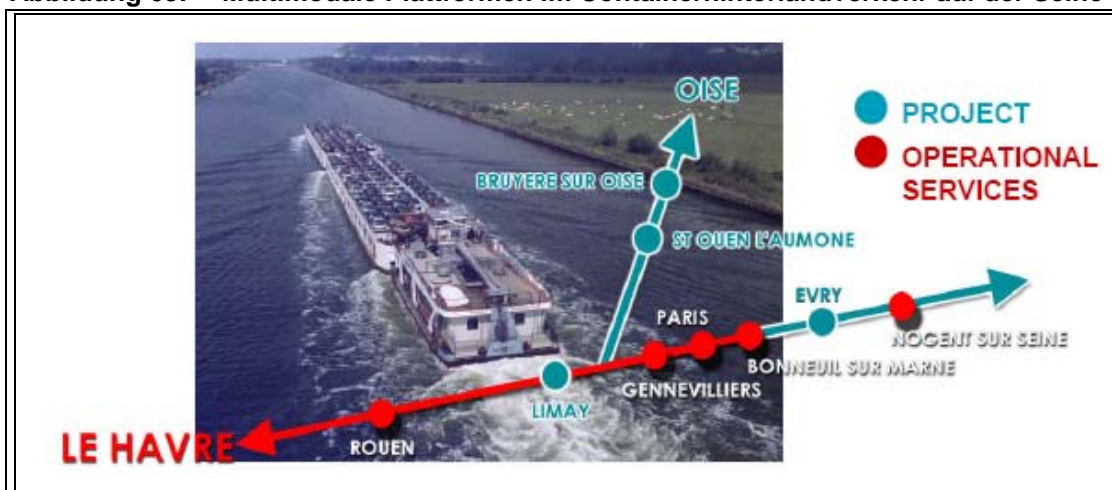 Abbildung
Multimodale Plattformen im Containerhinterlandverkehr auf der Seine
OISE
PROJECT
OPERATIONAL
SERVICES
BRUYERE SUR OISE
ST OUEN L'AUMONE
EVRY
PARIS
NOGENT SUR SEINE
BONNEUIL SUR MARNE
GENNEVILLIERS
LIMAY
LE HAVRE
ROUEN